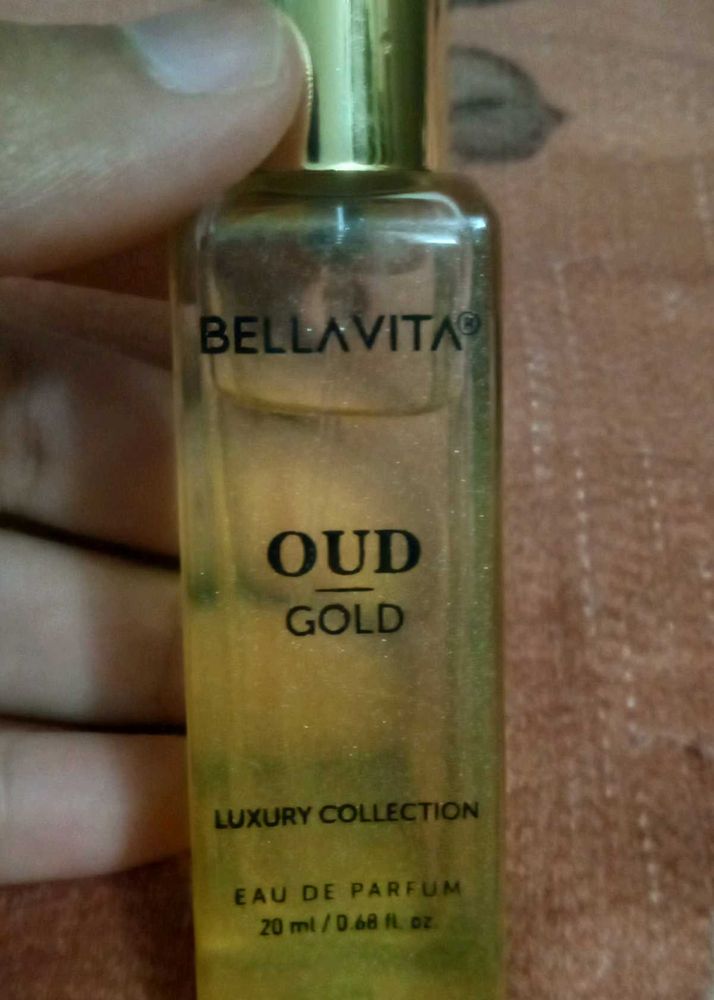 BELLAVITA®
OUD
GOLD
LUXURY COLLECTION
EAU DE PARFUM
20 ml / 0.68 fl. oz.